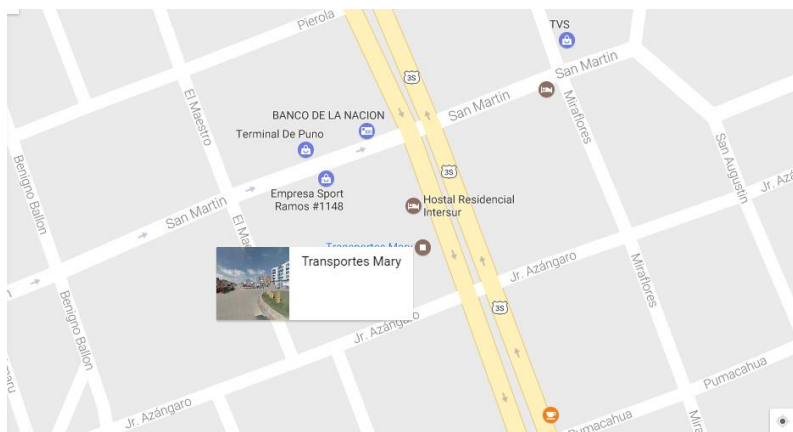 Pierola
TVS
3S
San Martin
El Maestro
San Martin
Miraflores
BANCO DE LA NACION
Terminal De Puno
San Augustin
Benigno Ballon
3S
Empresa Sport
Ramos #1148
Hostal Residencial
Intersur
San Martin
Transportes Mary
Transportes Mary
Jr. Azángaro
Miraflores
Benigno Ballon
3S
Jr. Azángaro
Pumacahua
Jr. Azángaro
Pumacahua